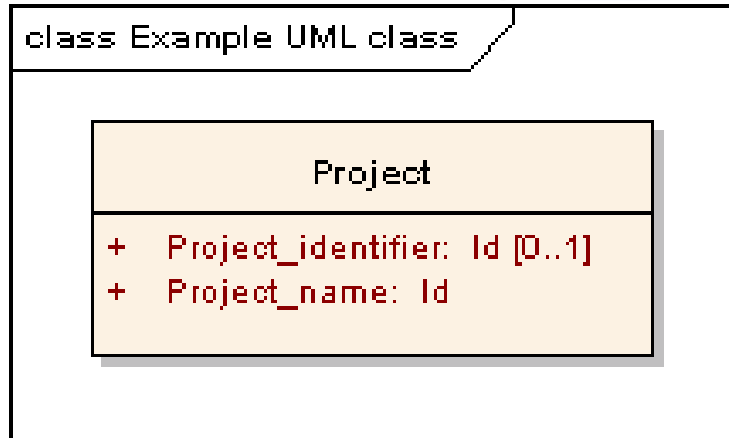 class Example UML class
Project
+ Project_identifier: Id [0..1]
+ Project_name: Id